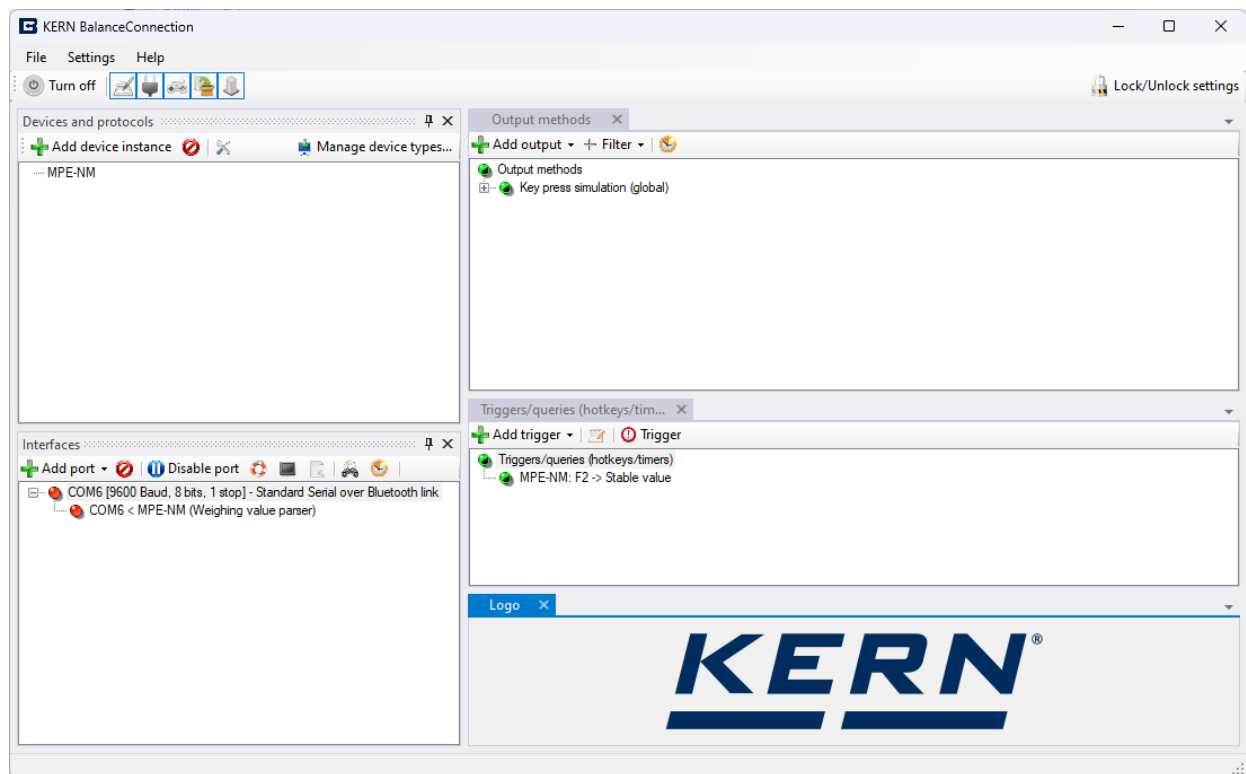 KERN BalanceConnection
File Settings Help
Turn off
Lock/Unlock settings
Devices and protocols
Add device instance
Manage device types...
MPE-NM
Interfaces
Add port
Disable port
COM6 [9600 Baud, 8 bits, 1 stop] - Standard Serial over Bluetooth link
COM6 < MPE-NM (Weighing value parser)
Output methods
Add output
Filter
Output methods
Key press simulation (global)
Triggers/queries (hotkeys/tim...
Add trigger
Trigger
Triggers/queries (hotkeys/timers)
MPE-NM: F2 -> Stable value
Logo
KERN®